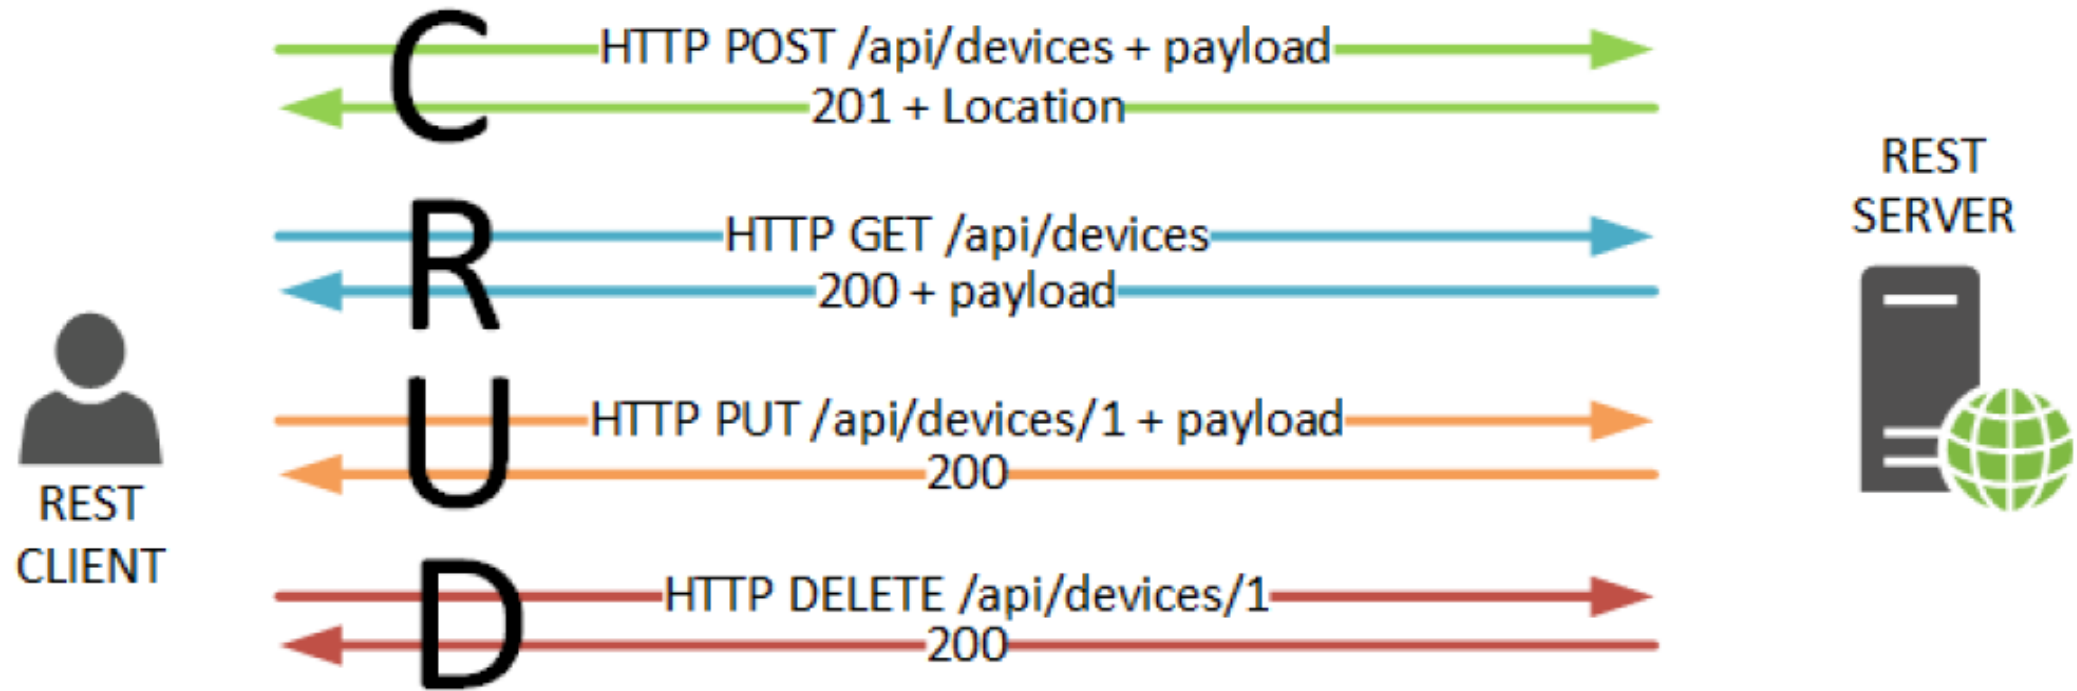 C
HTTP POST /api/devices + payload
201 + Location
R
HTTP GET /api/devices
200 + payload
U
HTTP PUT /api/devices/1 + payload
200
D
HTTP DELETE /api/devices/1
200
REST
CLIENT
REST
SERVER